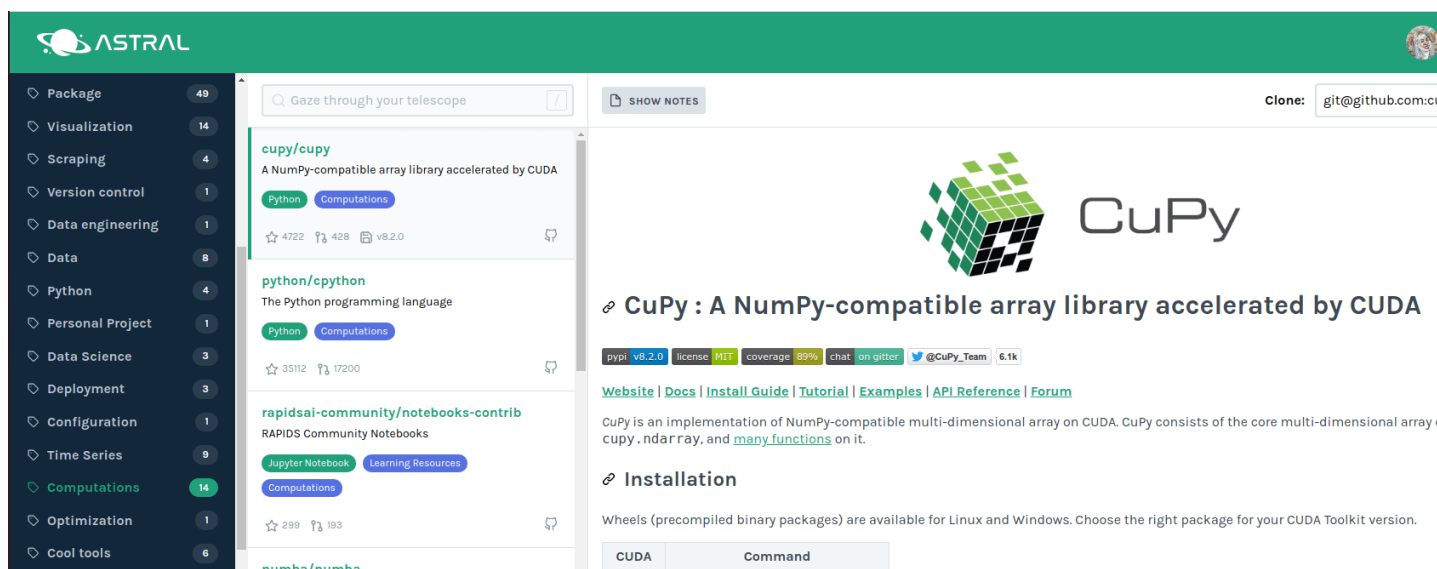 ASTRAL
Package 49
Visualization 14
Scraping 4
Version control 1
Data engineering 1
Data 8
Python 4
Personal Project 1
Data Science 3
Deployment 3
Configuration 1
Time Series 9
Computations 14
Optimization 1
Cool tools 6
Gaze through your telescope /
cupy/cupy
A NumPy-compatible array library accelerated by CUDA
Python Computations
4722 428 v8.2.0
python/cpython
The Python programming language
Python Computations
35112 17200
rapidsai-community/notebooks-contrib
RAPIDS Community Notebooks
Jupyter Notebook Learning Resources
Computations
299 193
numba/numba
SHOW NOTES
Clone: git@github.com:cu
CuPy
CuPy : A NumPy-compatible array library accelerated by CUDA
pypi v8.2.0 license MIT coverage 89% chat on gitter @CuPy_Team 6.1k
Website | Docs | Install Guide | Tutorial | Examples | API Reference | Forum
CuPy is an implementation of NumPy-compatible multi-dimensional array on CUDA. CuPy consists of the core multi-dimensional array
cupy.ndarray, and many functions on it.
Installation
Wheels (precompiled binary packages) are available for Linux and Windows. Choose the right package for your CUDA Toolkit version.
CUDA Command